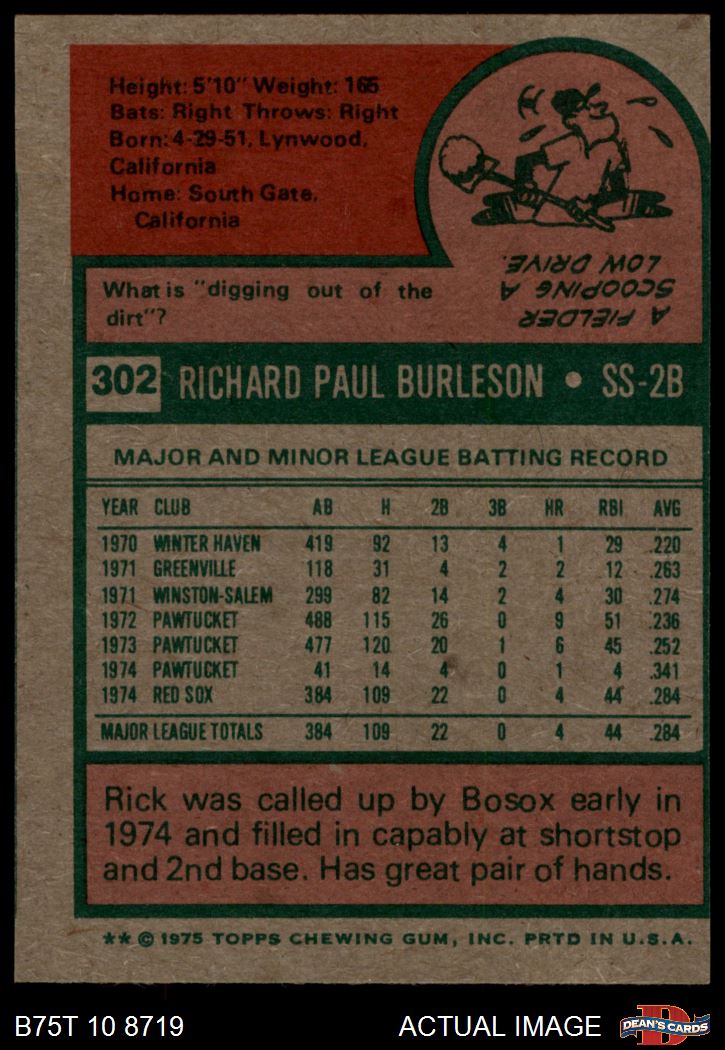 Height: 5'10" Weight: 165
Bats: Right Throws: Right
Born: 4-29-51, Lynwood,
California
Home: South Gate,
California
What is "digging out of the
dirt"?
A FIELDER
SCOOPING A
LOW DRIVE.
302 RICHARD PAUL BURLESON • SS-2B
MAJOR AND MINOR LEAGUE BATTING RECORD
YEAR CLUB AB H 2B 3B HR RBI AVG
1970 WINTER HAVEN 419 92 13 4 1 29 .220
1971 GREENVILLE 118 31 4 2 2 12 .263
1971 WINSTON-SALEM 299 82 14 2 4 30 .274
1972 PAWTUCKET 488 115 26 0 9 51 .236
1973 PAWTUCKET 477 120 20 1 6 45 .252
1974 PAWTUCKET 41 14 4 0 1 4 .341
1974 RED SOX 384 109 22 0 4 44 .284
MAJOR LEAGUE TOTALS 384 109 22 0 4 44 .284
Rick was called up by Bosox early in
1974 and filled in capably at shortstop
and 2nd base. Has great pair of hands.
** © 1975 TOPPS CHEWING GUM, INC. PRTD IN U.S.A.
B75T 10 8719 ACTUAL IMAGE
D
DEAN'S CARDS